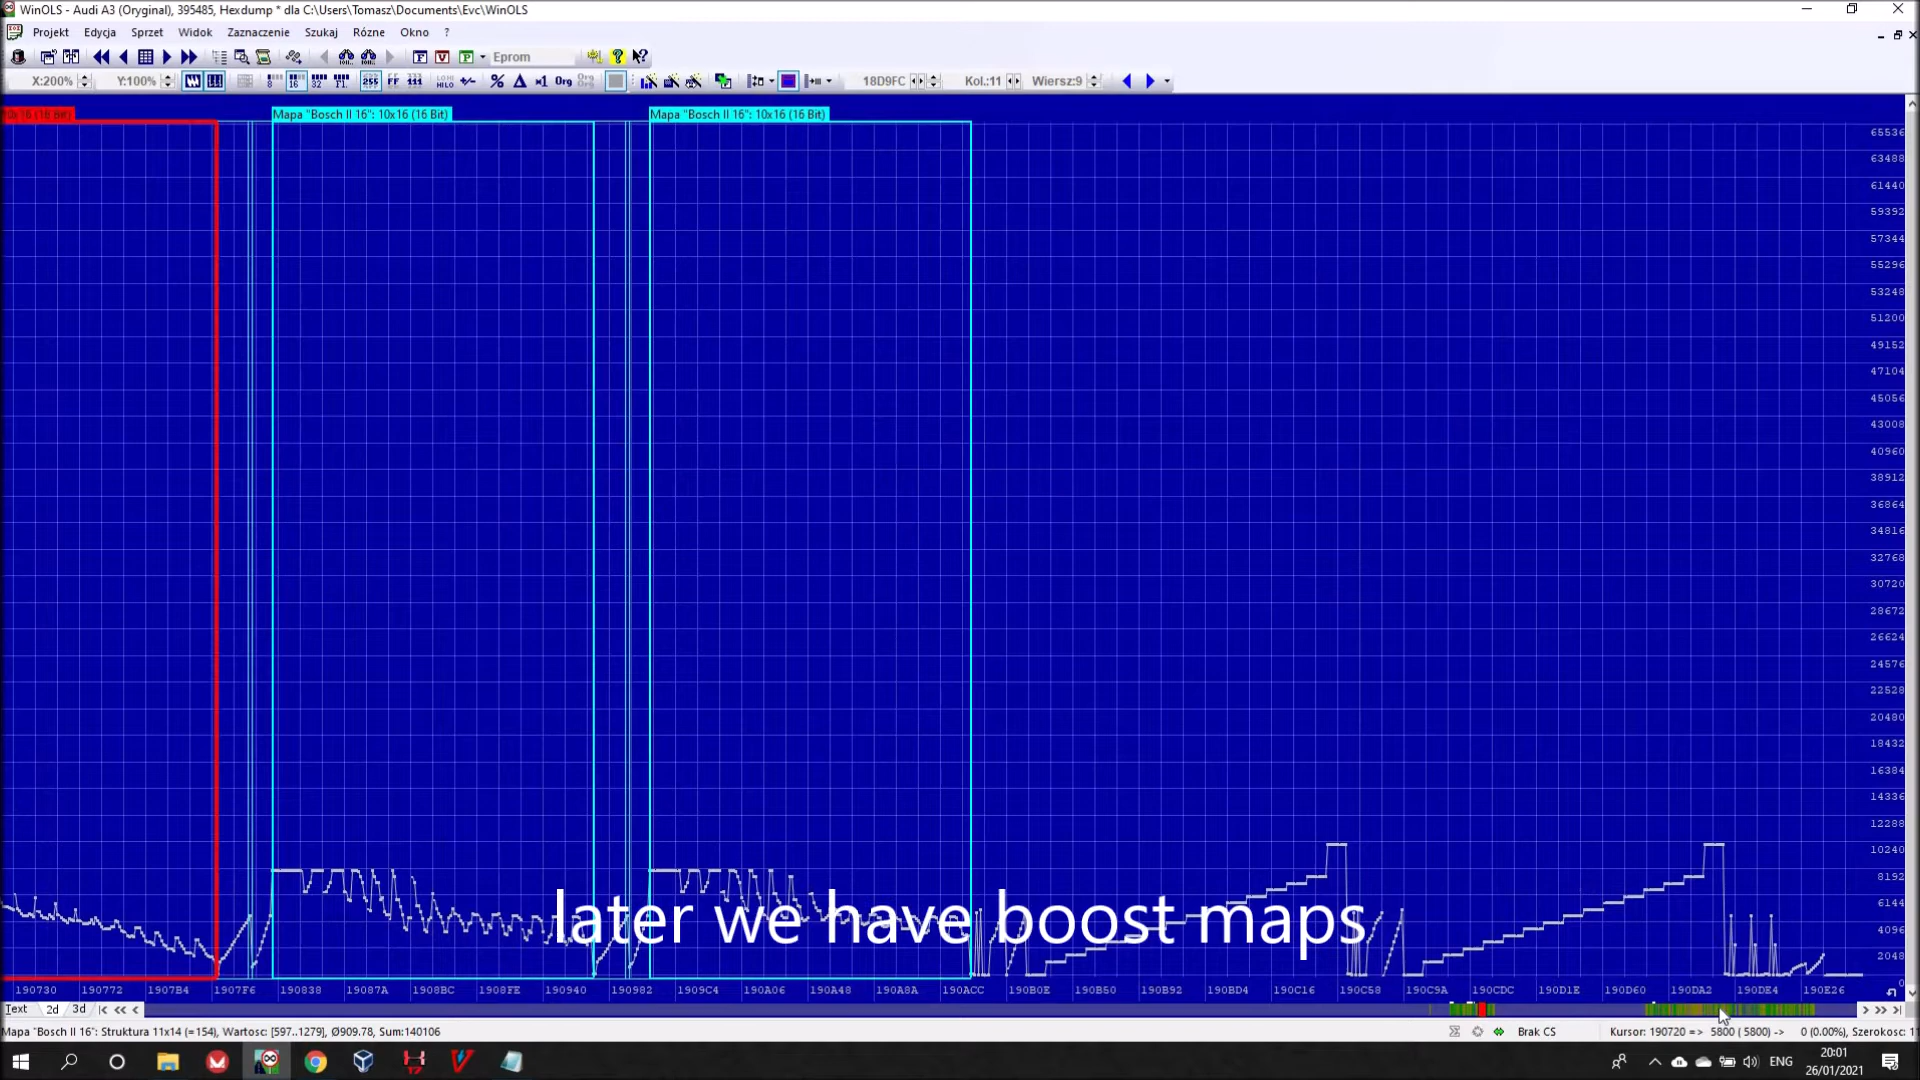 WinOLS - Audi A3 (Oryginal), 395485, Hexdump * dla C:\Users\Tomasz\Documents\Evc\WinOLS
Projekt Edycja Sprzet Widok Zaznaczenie Szukaj Różne Okno ?
Eprom
X:200% Y:100% 18D9FC Kol.:11 Wiersz:9
Mapa "Bosch II 16": 10x16 (16 Bit)
Mapa "Bosch II 16": 10x16 (16 Bit)
65536
63488
61440
59392
57344
55296
53248
51200
49152
47104
45056
43008
40960
38912
36864
34816
32768
30720
28672
26624
24576
22528
20480
18432
16384
14336
12288
10240
8192
6144
4096
2048
0
later we have boost maps
190730 190772 1907B4 1907F6 190838 19087A 1908BC 1908FE 190940 190982 1909C4 190A06 190A48 190A8A 190ACC 190B0E 190B50 190B92 190BD4 190C16 190C58 190C9A 190CDC 190D1E 190D60 190DA2 190DE4 190E26
Text 2d 3d
Mapa "Bosch II 16": Struktura 11x14 (=154), Wartosc: [597..1279], Ø909.78, Sum:140106
Brak CS
Kursor: 190720 => 5800 ( 5800) -> 0 (0.00%), Szerokosc: 11
ENG
20:01
26/01/2021